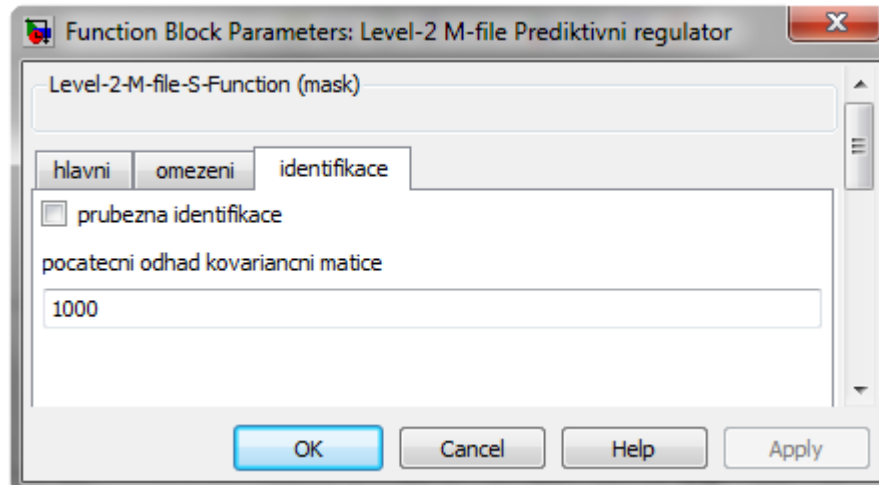 Function Block Parameters: Level-2 M-file Prediktivni regulator
Level-2-M-file-S-Function (mask)
hlavni omezeni identifikace
prubezna identifikace
pocatecni odhad kovariancni matice
1000
OK Cancel Help Apply